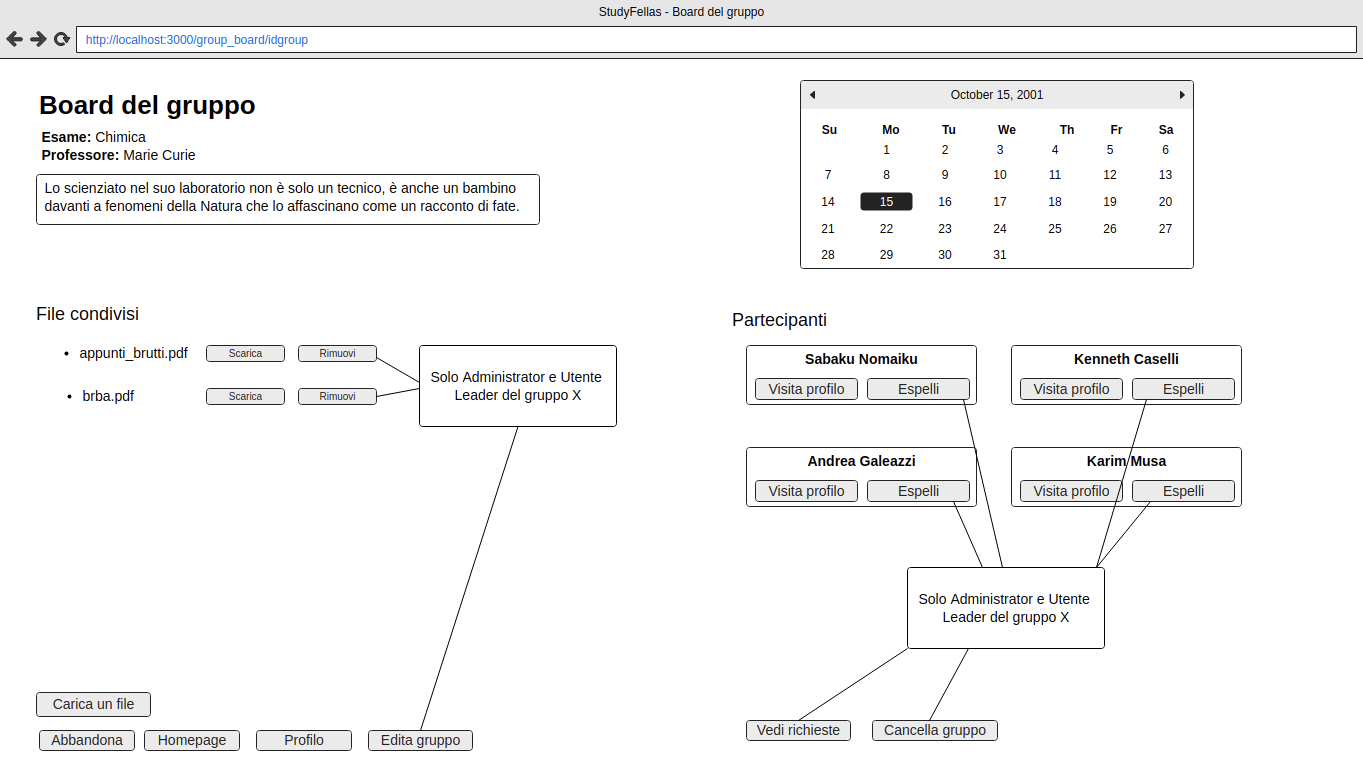 StudyFellas - Board del gruppo
http://localhost:3000/group_board/idgroup
Board del gruppo
Esame: Chimica
Professore: Marie Curie
Lo scienziato nel suo laboratorio non è solo un tecnico, è anche un bambino
davanti a fenomeni della Natura che lo affascinano come un racconto di fate.
October 15, 2001
Su Mo Tu We Th Fr Sa
1 2 3 4 5 6
7 8 9 10 11 12 13
14 15 16 17 18 19 20
21 22 23 24 25 26 27
28 29 30 31
File condivisi
appunti_brutti.pdf Scarica Rimuovi
brba.pdf Scarica Rimuovi
Solo Administrator e Utente
Leader del gruppo X
Partecipanti
Sabaku Nomaiku
Visita profilo Espelli
Kenneth Caselli
Visita profilo Espelli
Andrea Galeazzi
Visita profilo Espelli
Karim Musa
Visita profilo Espelli
Solo Administrator e Utente
Leader del gruppo X
Carica un file
Abbandona Homepage Profilo Edita gruppo
Vedi richieste Cancella gruppo